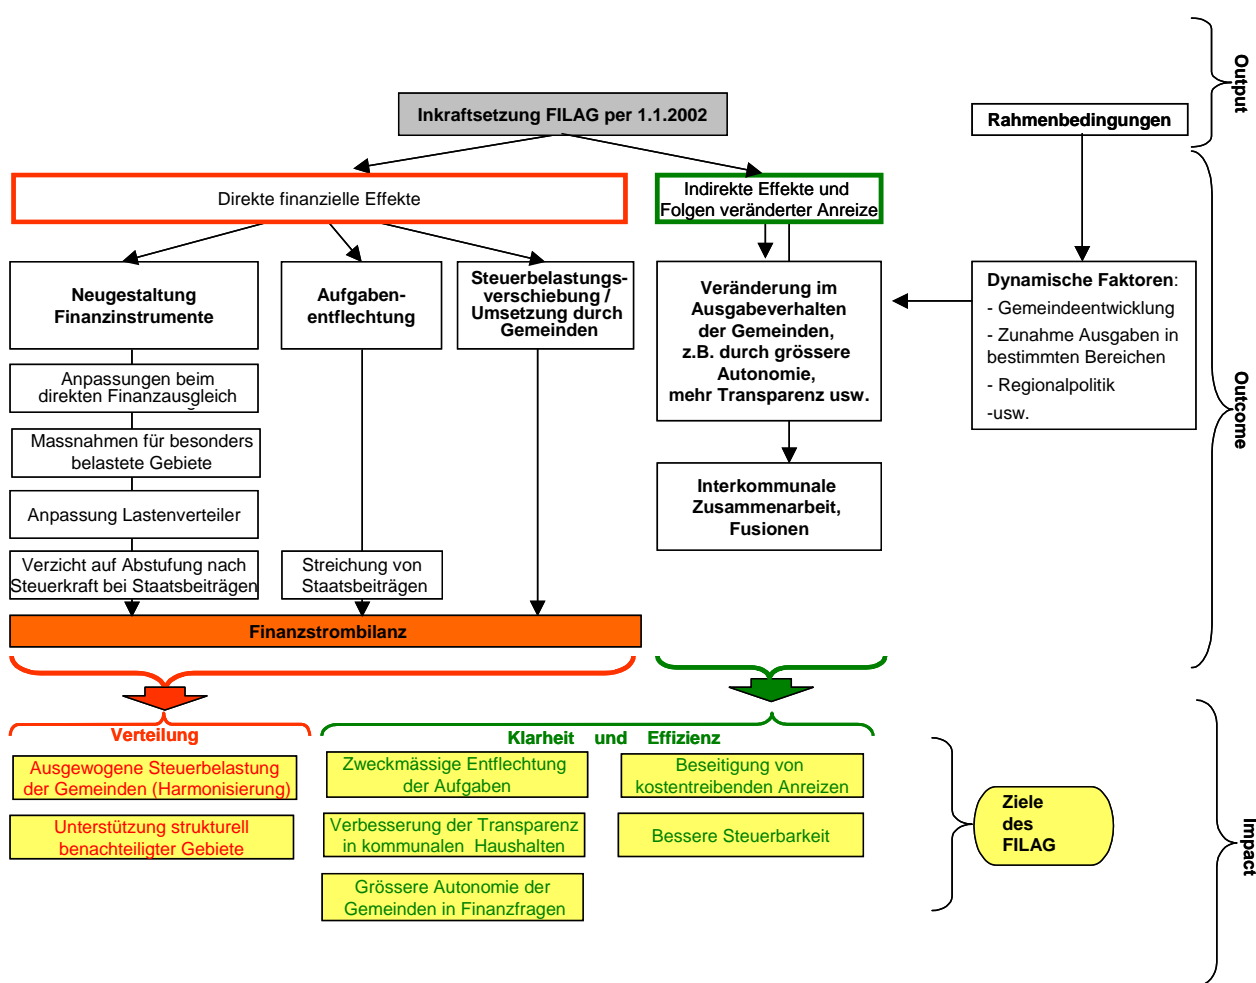 Output
Inkraftsetzung FILAG per 1.1.2002
Rahmenbedingungen
Direkte finanzielle Effekte
Indirekte Effekte und
Folgen veränderter Anreize
Neugestaltung
Finanzinstrumente
Aufgaben-
entflechtung
Steuerbelastungs-
verschiebung /
Umsetzung durch
Gemeinden
Veränderung im
Ausgabeverhalten
der Gemeinden,
z.B. durch grössere
Autonomie,
mehr Transparenz usw.
Dynamische Faktoren:
- Gemeindeentwicklung
- Zunahme Ausgaben in
bestimmten Bereichen
- Regionalpolitik
-usw.
Outcome
Anpassungen beim
direkten Finanzausgleich
Massnahmen für besonders
belastete Gebiete
Anpassung Lastenverteiler
Verzicht auf Abstufung nach
Steuerkraft bei Staatsbeiträgen
Streichung von
Staatsbeiträgen
Interkommunale
Zusammenarbeit,
Fusionen
Finanzstrombilanz
Verteilung
Klarheit und Effizienz
Ausgewogene Steuerbelastung
der Gemeinden (Harmonisierung)
Unterstützung strukturell
benachteiligter Gebiete
Zweckmässige Entflechtung
der Aufgaben
Verbesserung der Transparenz
in kommunalen Haushalten
Grössere Autonomie der
Gemeinden in Finanzfragen
Beseitigung von
kostentreibenden Anreizen
Bessere Steuerbarkeit
Ziele
des
FILAG
Impact